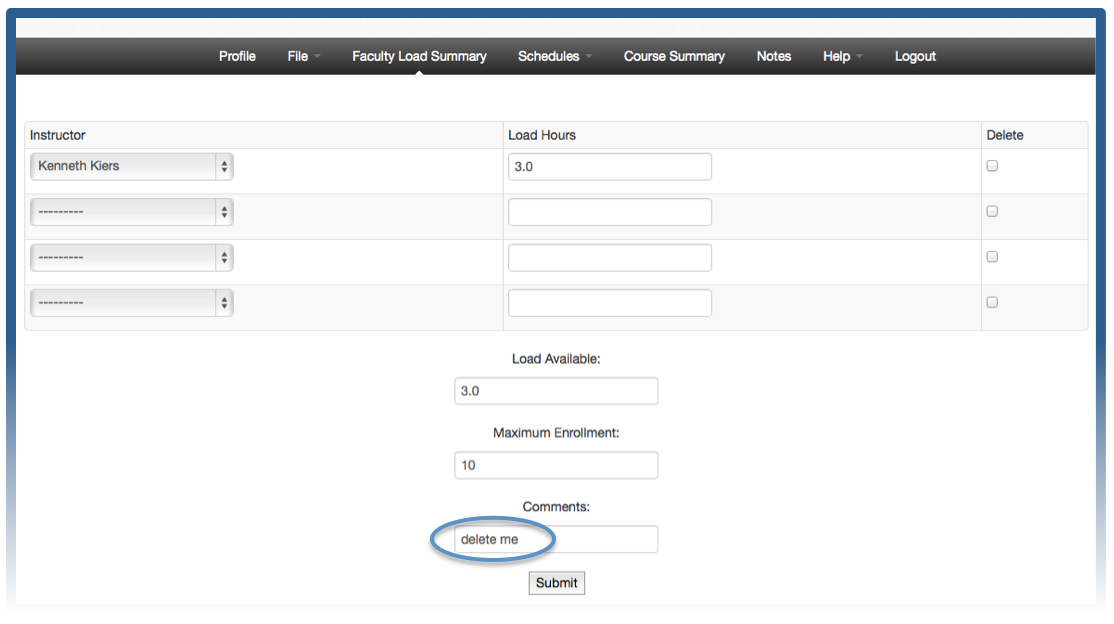 Profile File Faculty Load Summary Schedules Course Summary Notes Help Logout
Instructor Load Hours Delete
Kenneth Kiers 3.0
---------
---------
---------
Load Available:
3.0
Maximum Enrollment:
10
Comments:
delete me
Submit